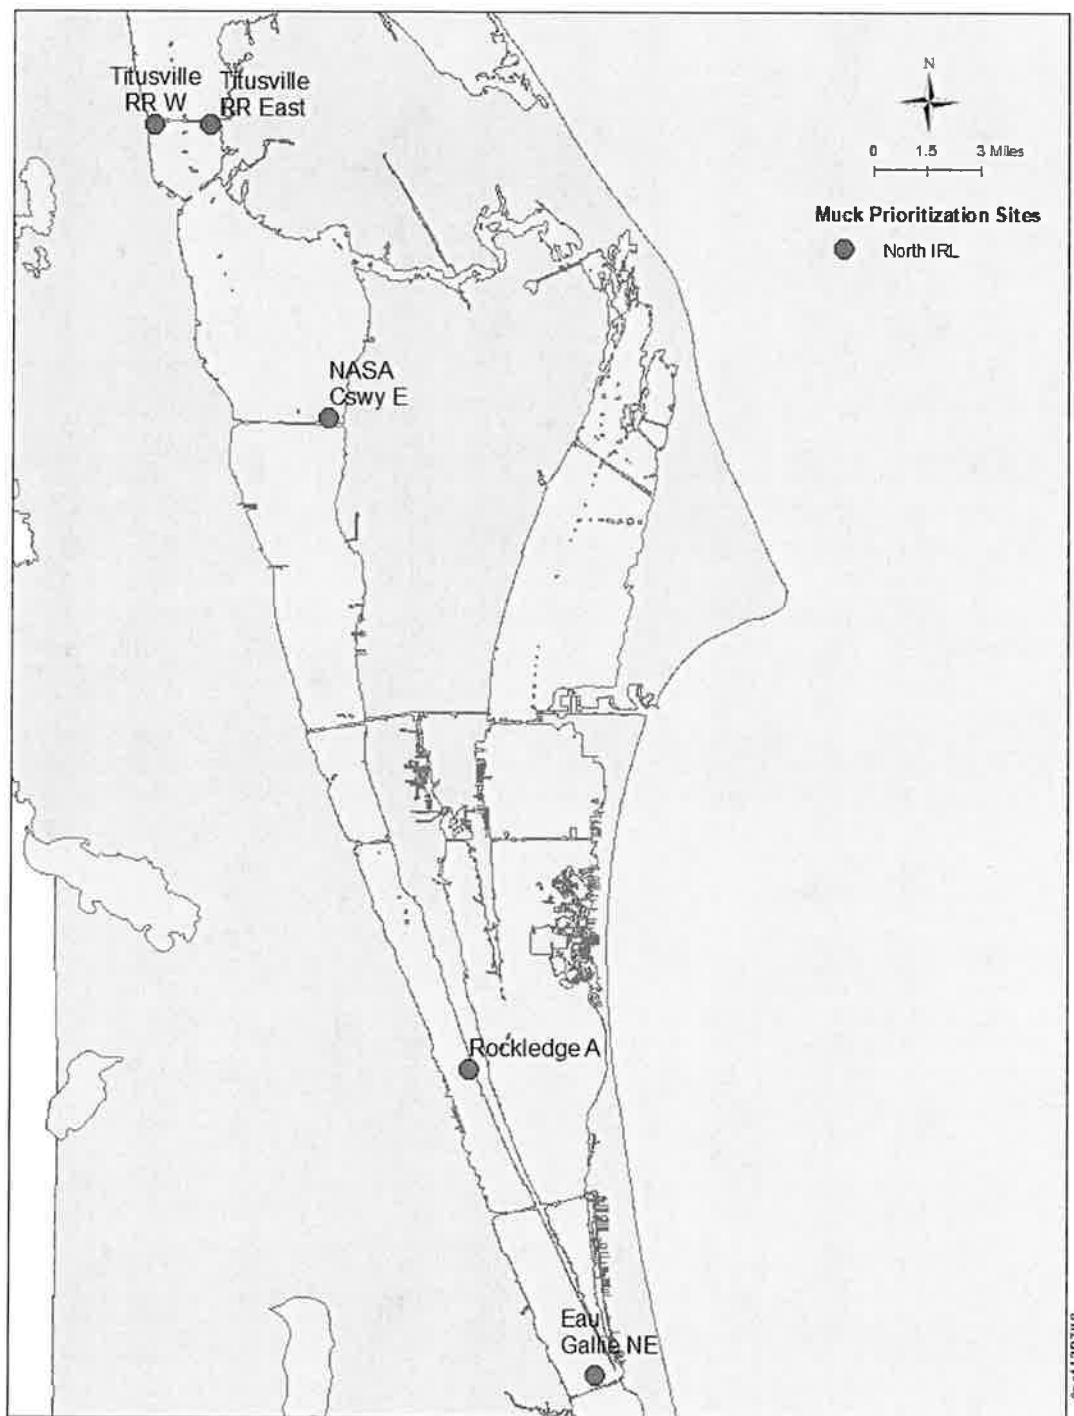 Titusville
RR W
Titusville
RR East
N
0 1.5 3 Miles
Muck Prioritization Sites
North IRL
NASA
Cswy E
Rockledge A
Eau
Gallie NE